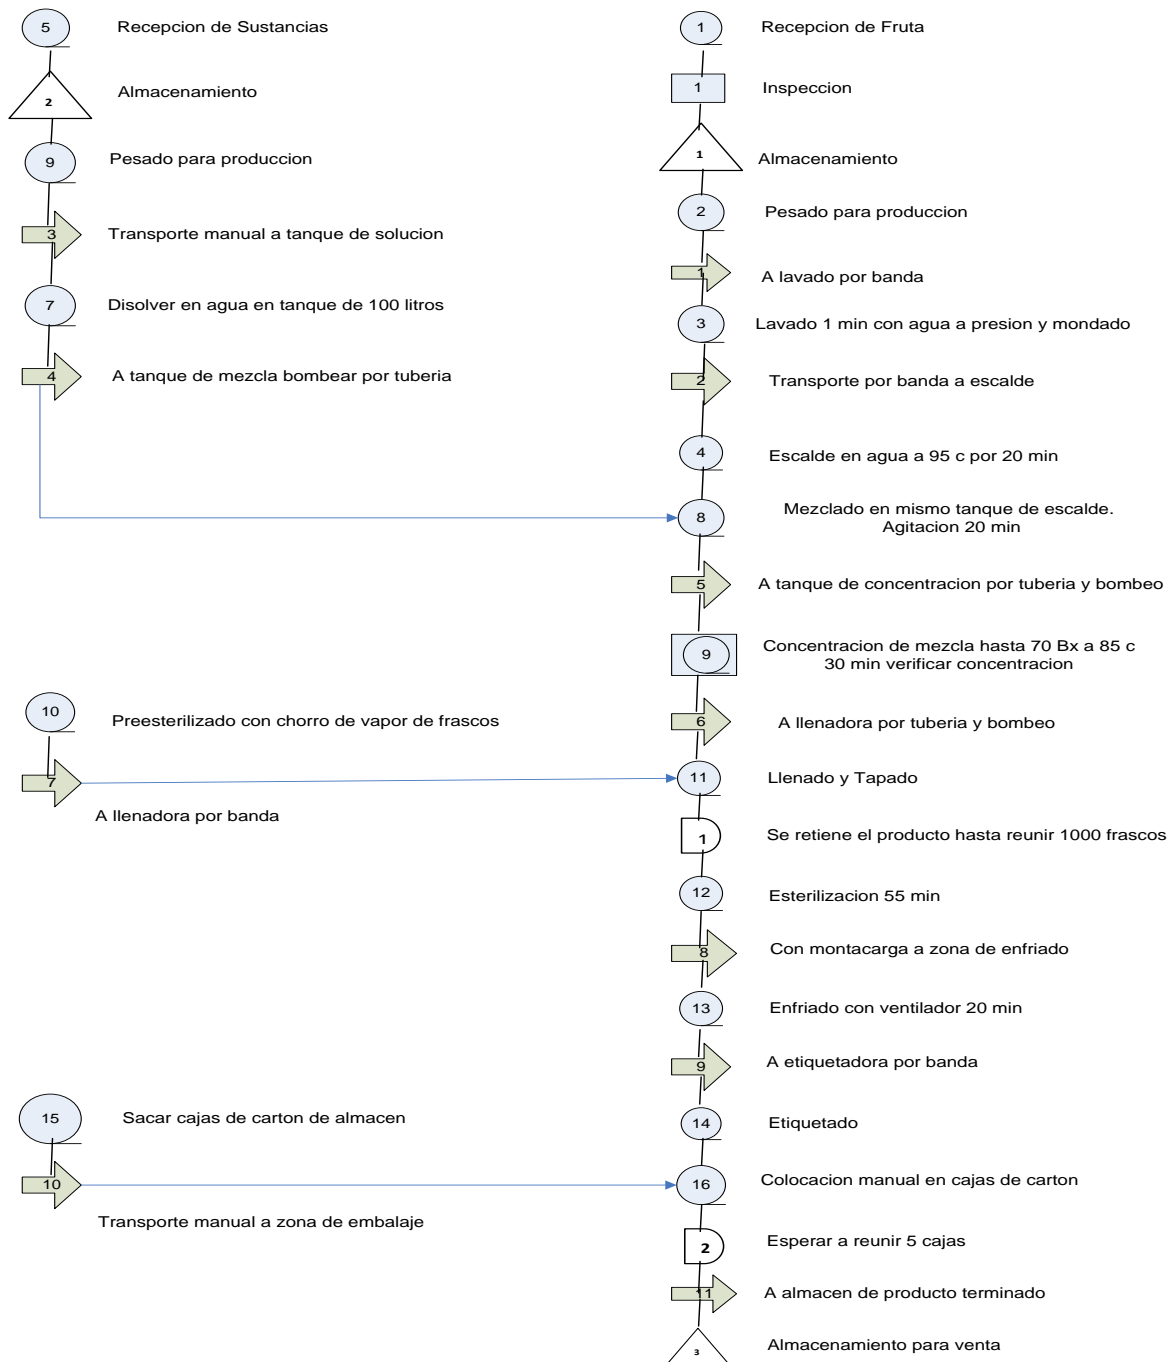 5 Recepcion de Sustancias
2 Almacenamiento
9 Pesado para produccion
3 Transporte manual a tanque de solucion
7 Disolver en agua en tanque de 100 litros
4 A tanque de mezcla bombear por tuberia
10 Preesterilizado con chorro de vapor de frascos
7
A llenadora por banda
15 Sacar cajas de carton de almacen
10
Transporte manual a zona de embalaje
1 Recepcion de Fruta
1 Inspeccion
1 Almacenamiento
2 Pesado para produccion
1 A lavado por banda
3 Lavado 1 min con agua a presion y mondado
2 Transporte por banda a escalde
4 Escalde en agua a 95 c por 20 min
8 Mezclado en mismo tanque de escalde.
Agitacion 20 min
5 A tanque de concentracion por tuberia y bombeo
9 Concentracion de mezcla hasta 70 Bx a 85 c
30 min verificar concentracion
6 A llenadora por tuberia y bombeo
11 Llenado y Tapado
1 Se retiene el producto hasta reunir 1000 frascos
12 Esterilizacion 55 min
8 Con montacarga a zona de enfriado
13 Enfriado con ventilador 20 min
9 A etiquetadora por banda
14 Etiquetado
16 Colocacion manual en cajas de carton
2 Esperar a reunir 5 cajas
11 A almacen de producto terminado
3 Almacenamiento para venta